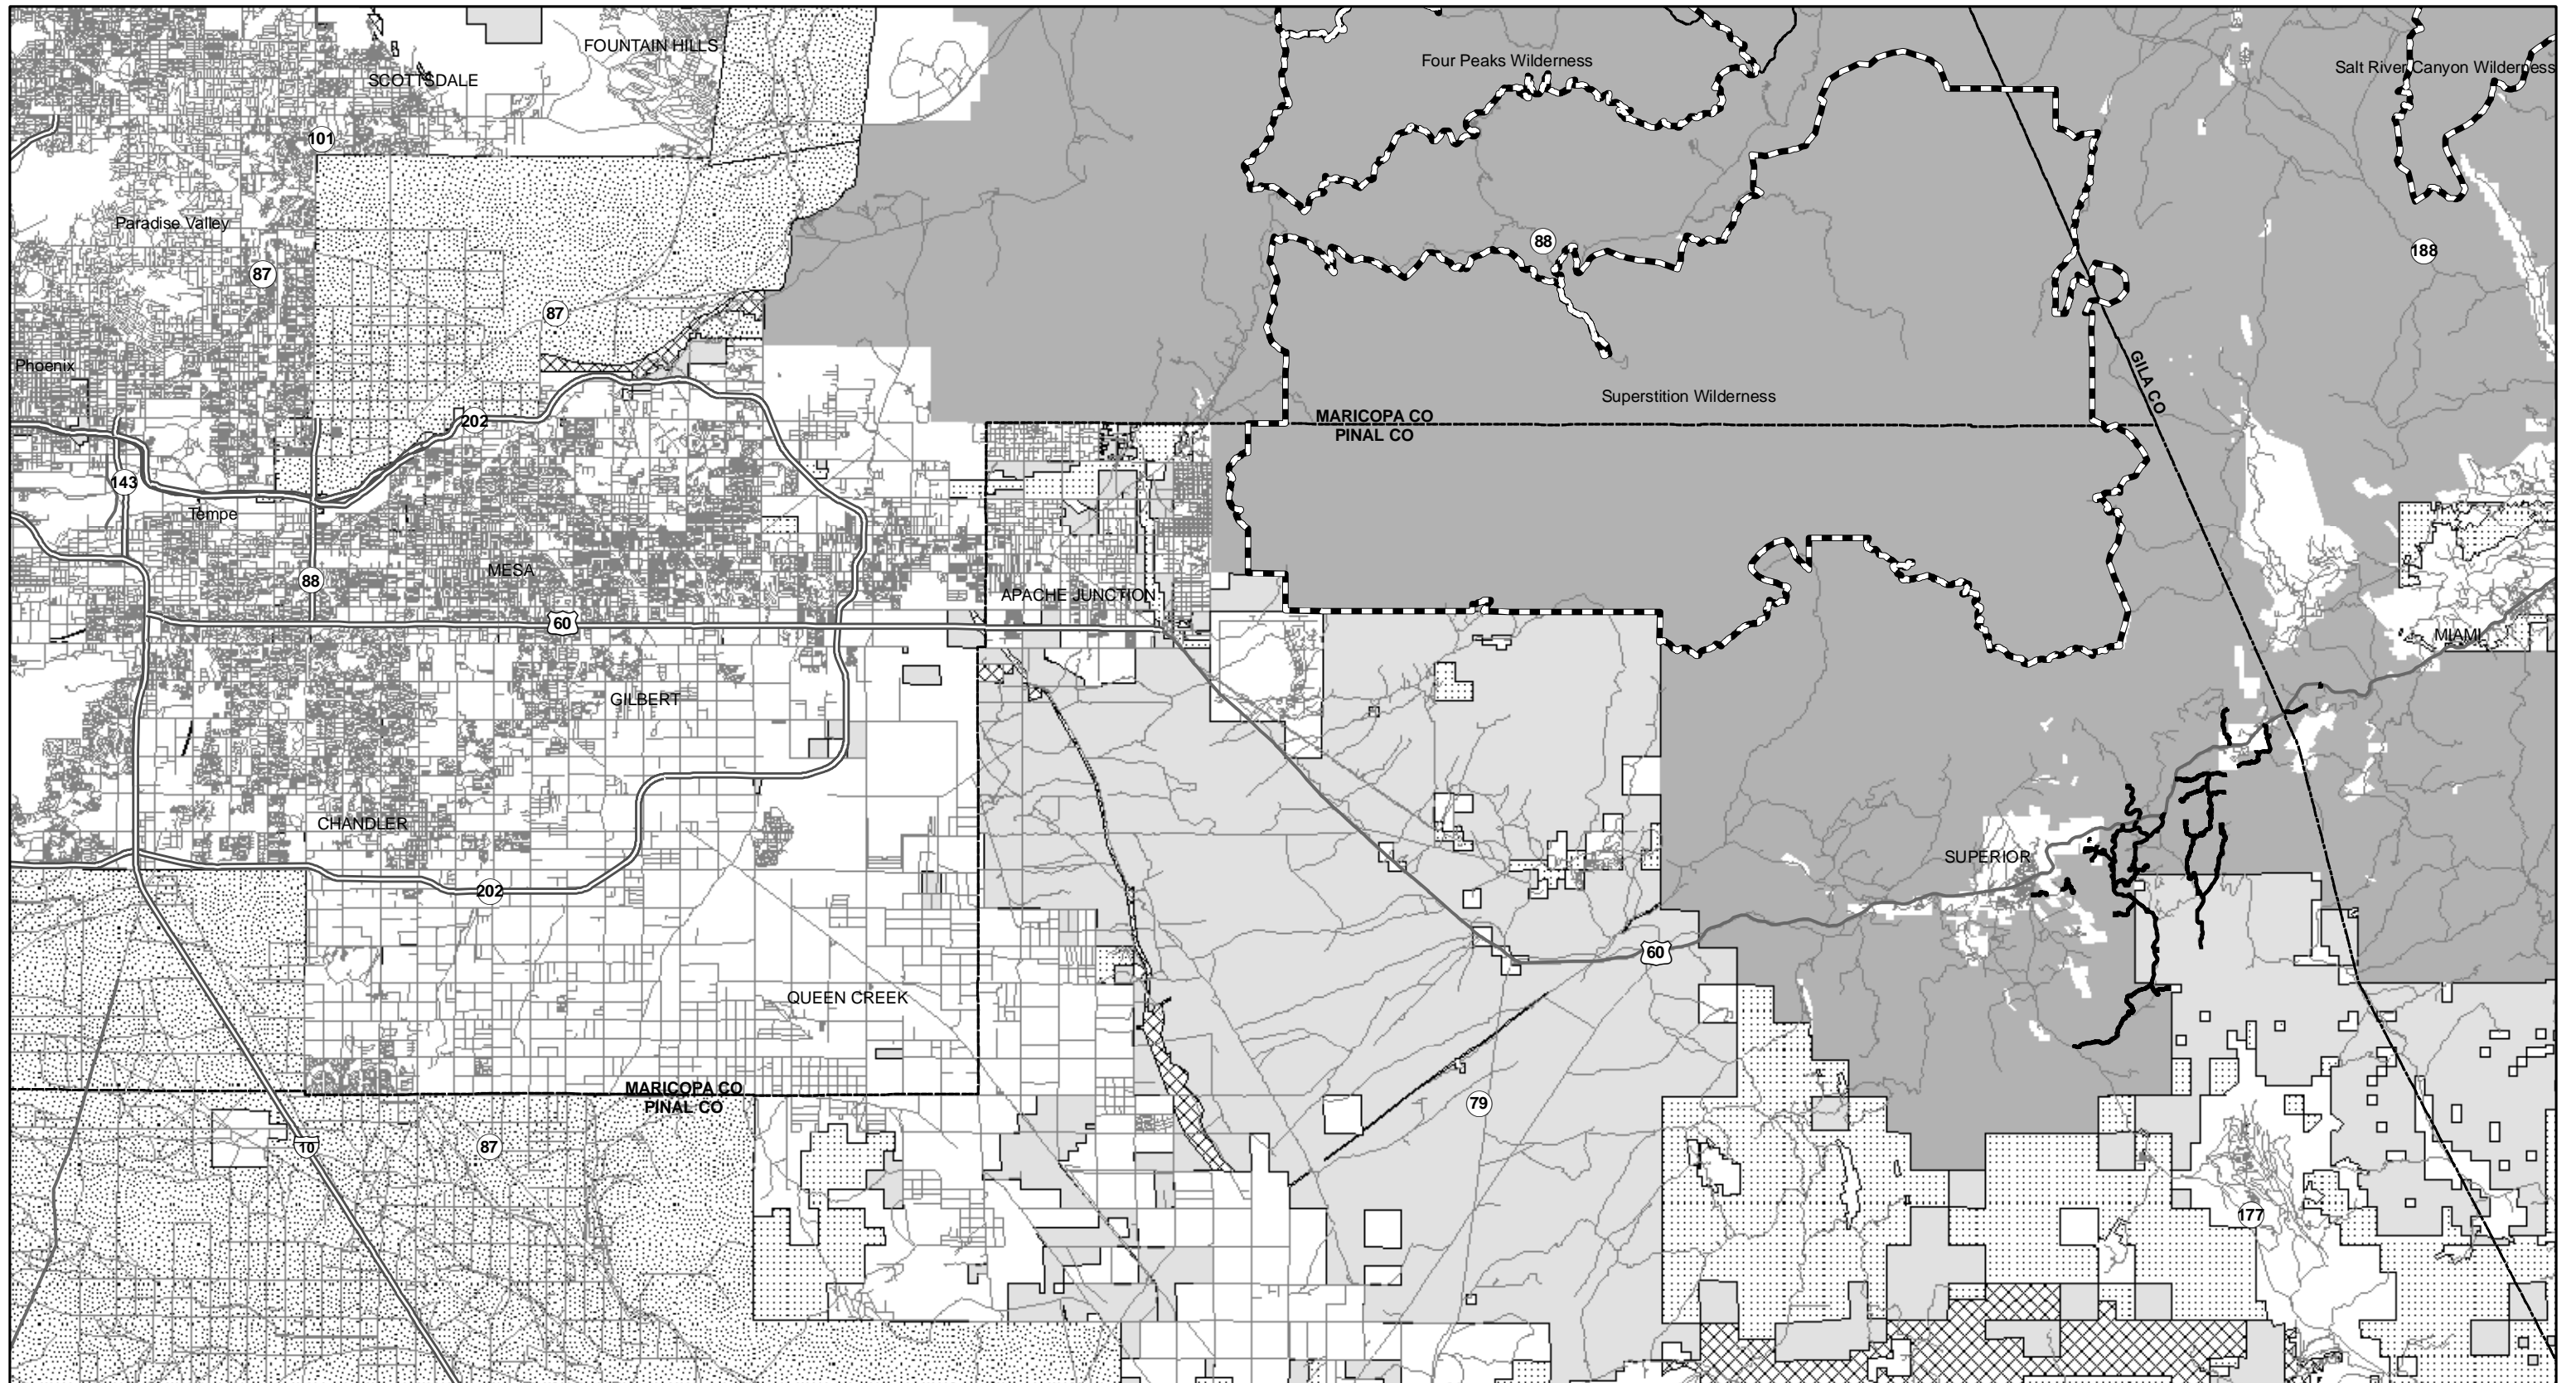 FOUNTAIN HILLS
Four Peaks Wilderness
Salt River Canyon Wilderness
SCOTTSDALE
101
Paradise Valley
88
188
87
87
Phoenix
GILA CO
Superstition Wilderness
MARICOPA CO
PINAL CO
202
143
Tempe
MESA
88
APACHE JUNCTION
60
MIAMI
GILBERT
CHANDLER
SUPERIOR
202
60
QUEEN CREEK
MARICOPA CO
PINAL CO
79
10
87
177